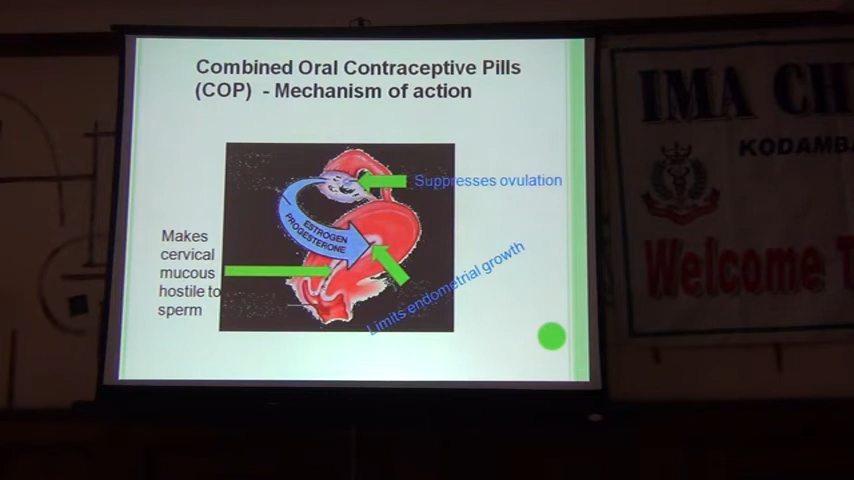 Combined Oral Contraceptive Pills
(COP) - Mechanism of action
Suppresses ovulation
ESTROGEN
PROGESTERONE
Makes
cervical
mucous
hostile to
sperm
Limits endometrial growth
IMA CH
KODAMBA
Welcome T